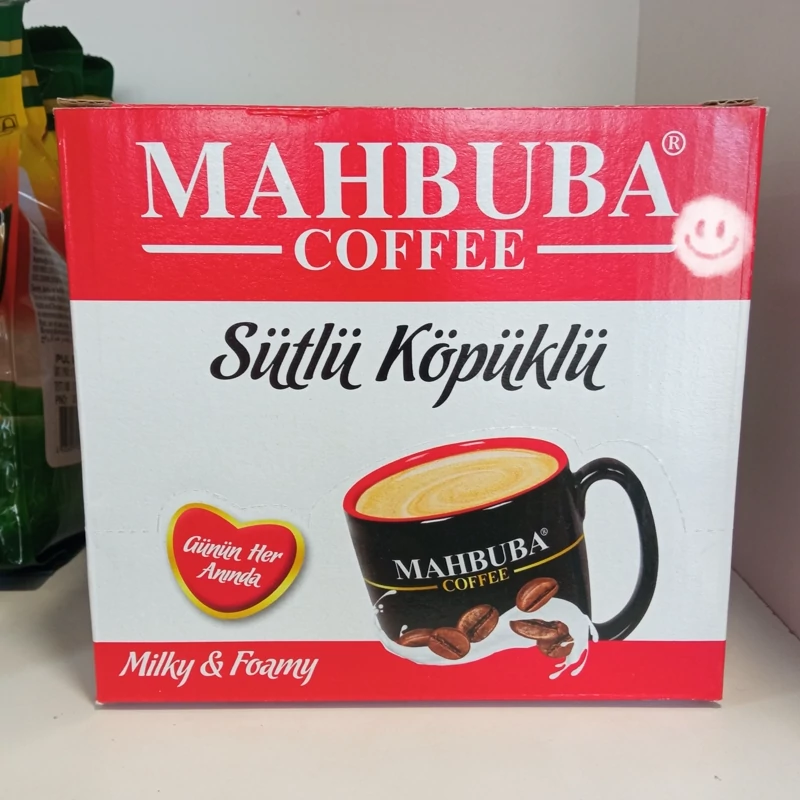 MAHBUBA®
COFFEE
Sütlü Köpüklü
Günün Her
Anında
MAHBUBA®
COFFEE
Milky & Foamy